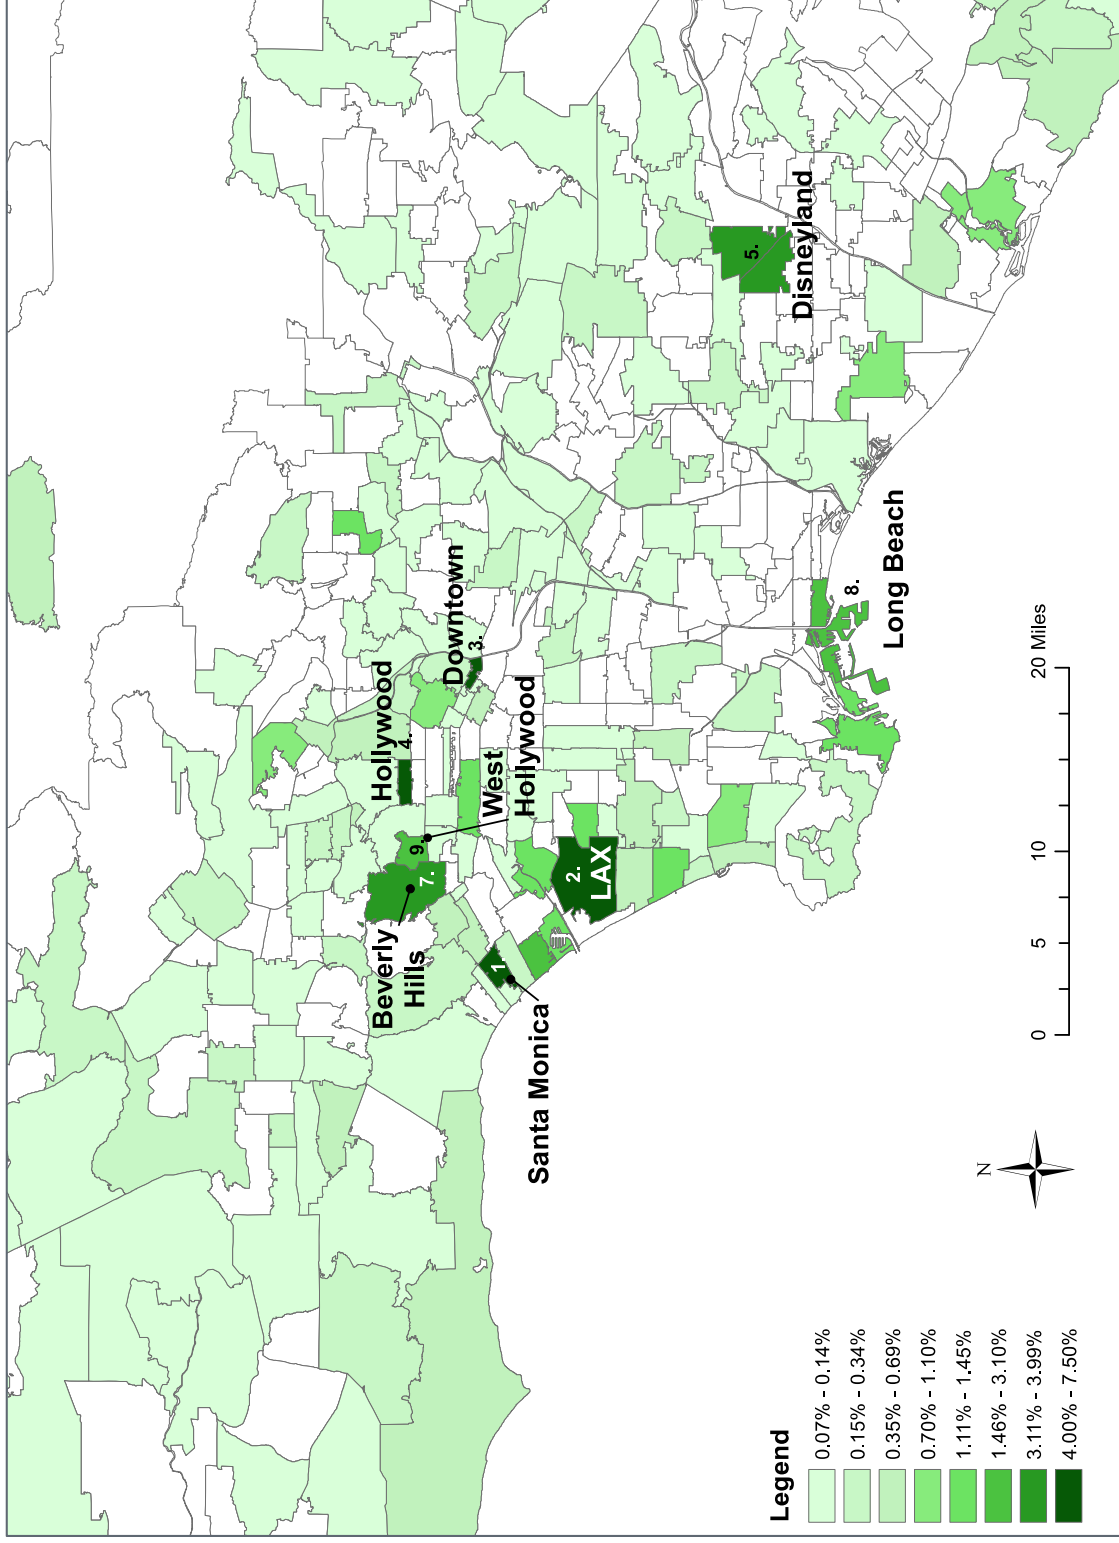 Hollywood
4.
Downtown
3.
West
Hollywood
9.
7.
Beverly
Hills
1.
Santa Monica
2.
LAX
5.
Disneyland
8.
Long Beach
N
0 5 10 20 Miles
Legend
0.07% - 0.14%
0.15% - 0.34%
0.35% - 0.69%
0.70% - 1.10%
1.11% - 1.45%
1.46% - 3.10%
3.11% - 3.99%
4.00% - 7.50%